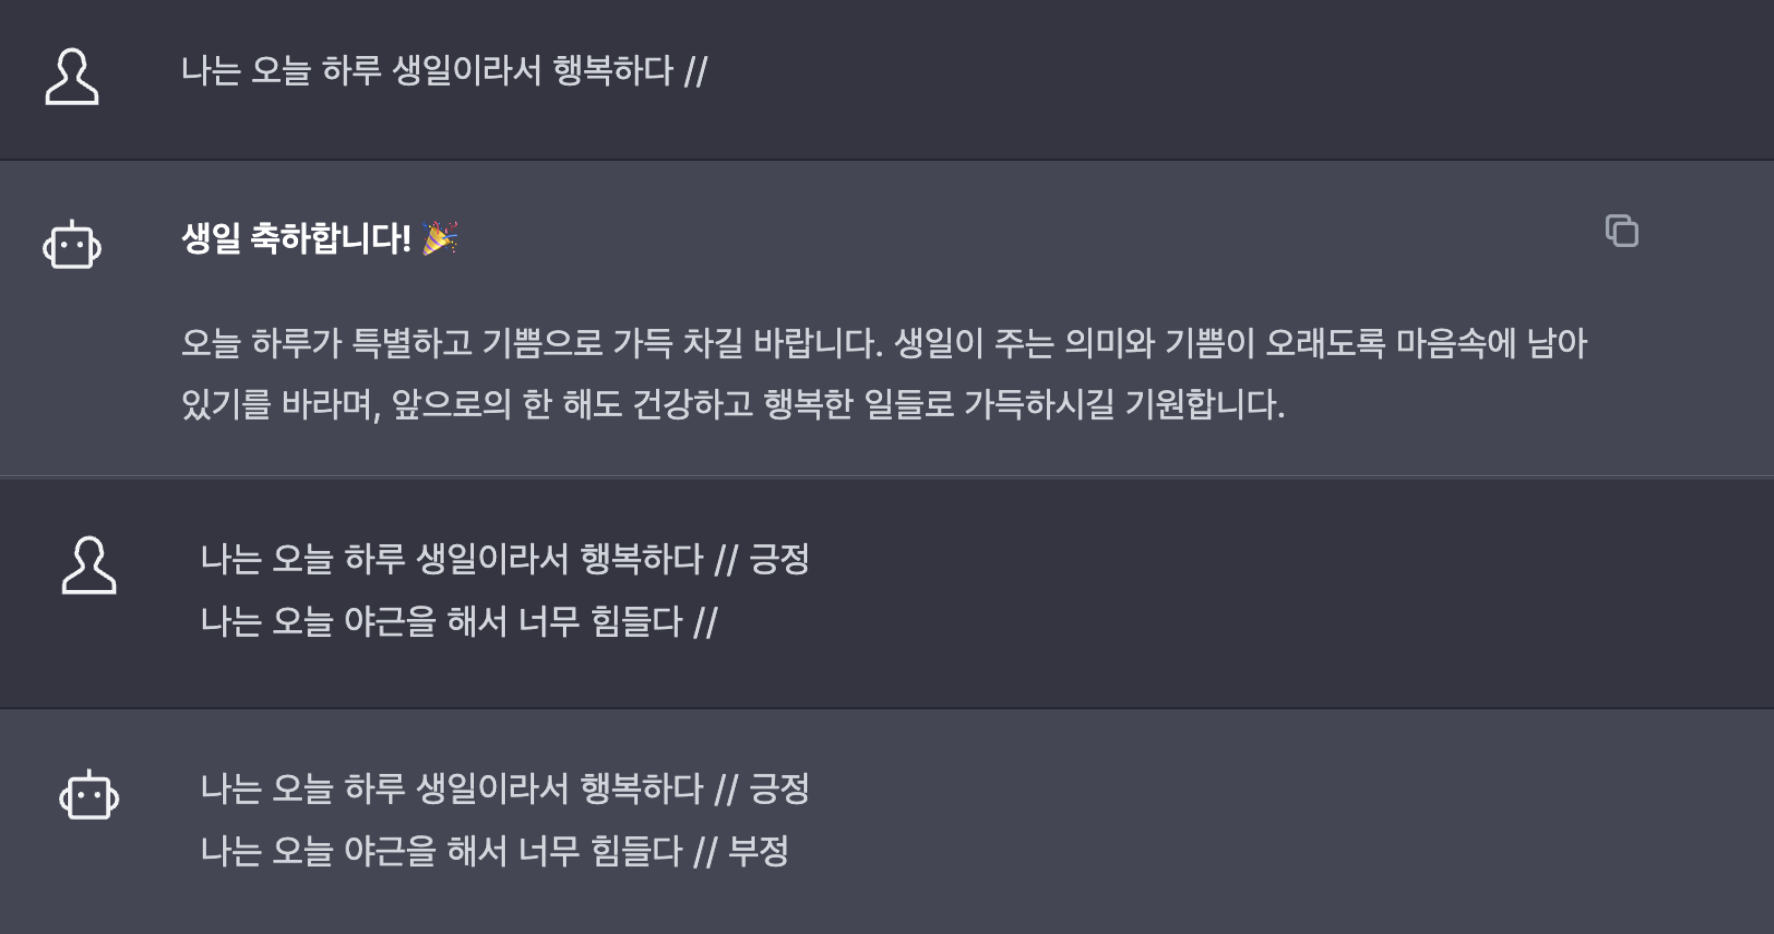 나는 오늘 하루 생일이라서 행복하다 //
생일 축하합니다! 🎉
오늘 하루가 특별하고 기쁨으로 가득 차길 바랍니다. 생일이 주는 의미와 기쁨이 오래도록 마음속에 남아
있기를 바라며, 앞으로의 한 해도 건강하고 행복한 일들로 가득하시길 기원합니다.
나는 오늘 하루 생일이라서 행복하다 // 긍정
나는 오늘 야근을 해서 너무 힘들다 //
나는 오늘 하루 생일이라서 행복하다 // 긍정
나는 오늘 야근을 해서 너무 힘들다 // 부정